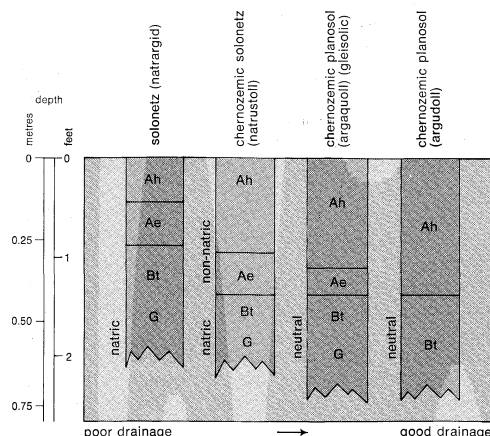 solonetz (natrargid)
chernozemic solonetz
(natrustoll)
chernozemic planosol
(argaquoll) (gleisolic)
chernozemic planosol
(argudoll)
depth
metres
feet
0
0
0.25
1
0.50
2
0.75
Ah
Ae
Bt
G
natric
Ah
Ae
Bt
G
non-natric
natric
Ah
Ae
Bt
G
neutral
Ah
Bt
neutral
poor drainage
good drainage